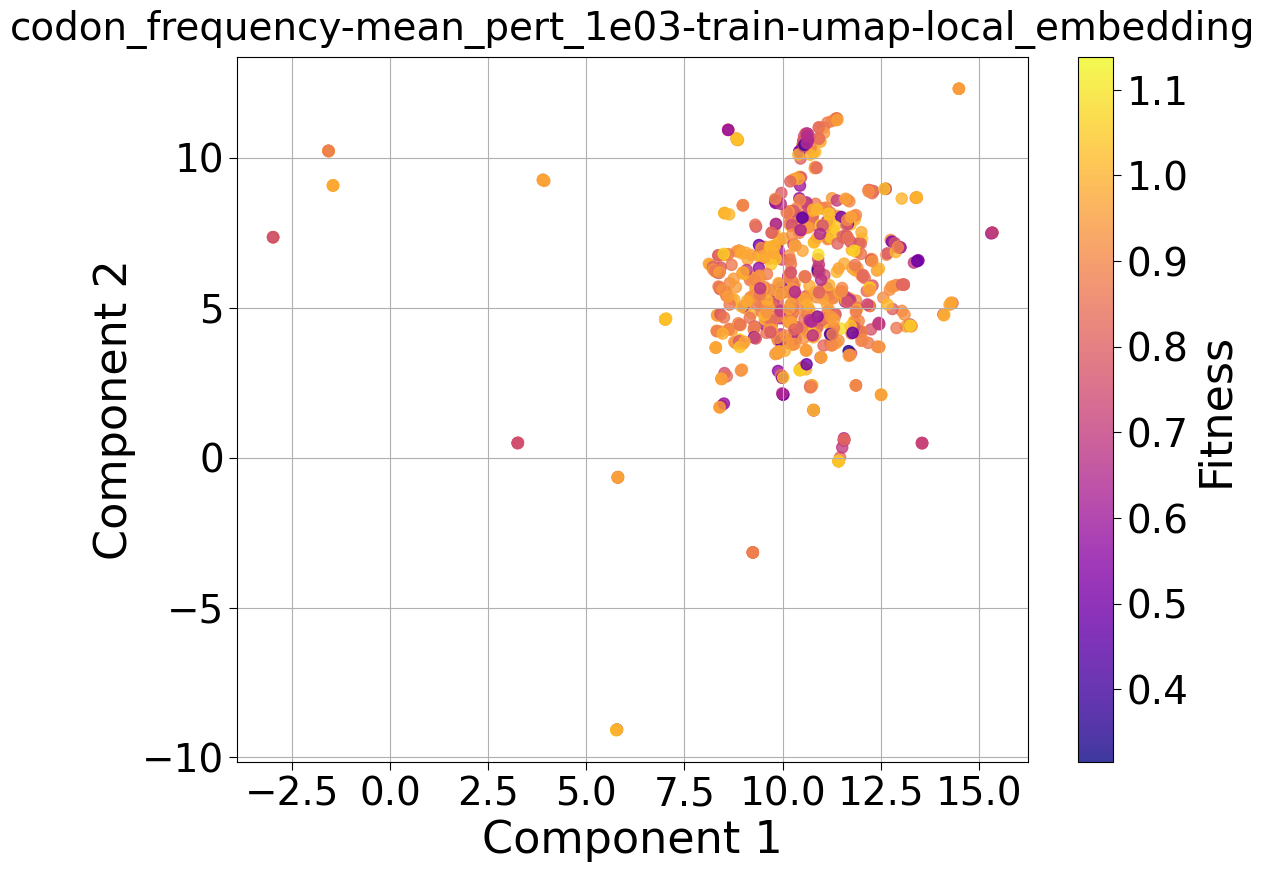 codon_frequency-mean_pert_1e03-train-umap-local_embedding
Component 2
10
5
0
−5
−10
−2.5 0.0 2.5 5.0 7.5 10.0 12.5 15.0
Component 1
1.1
1.0
0.9
0.8
0.7
0.6
0.5
0.4
Fitness